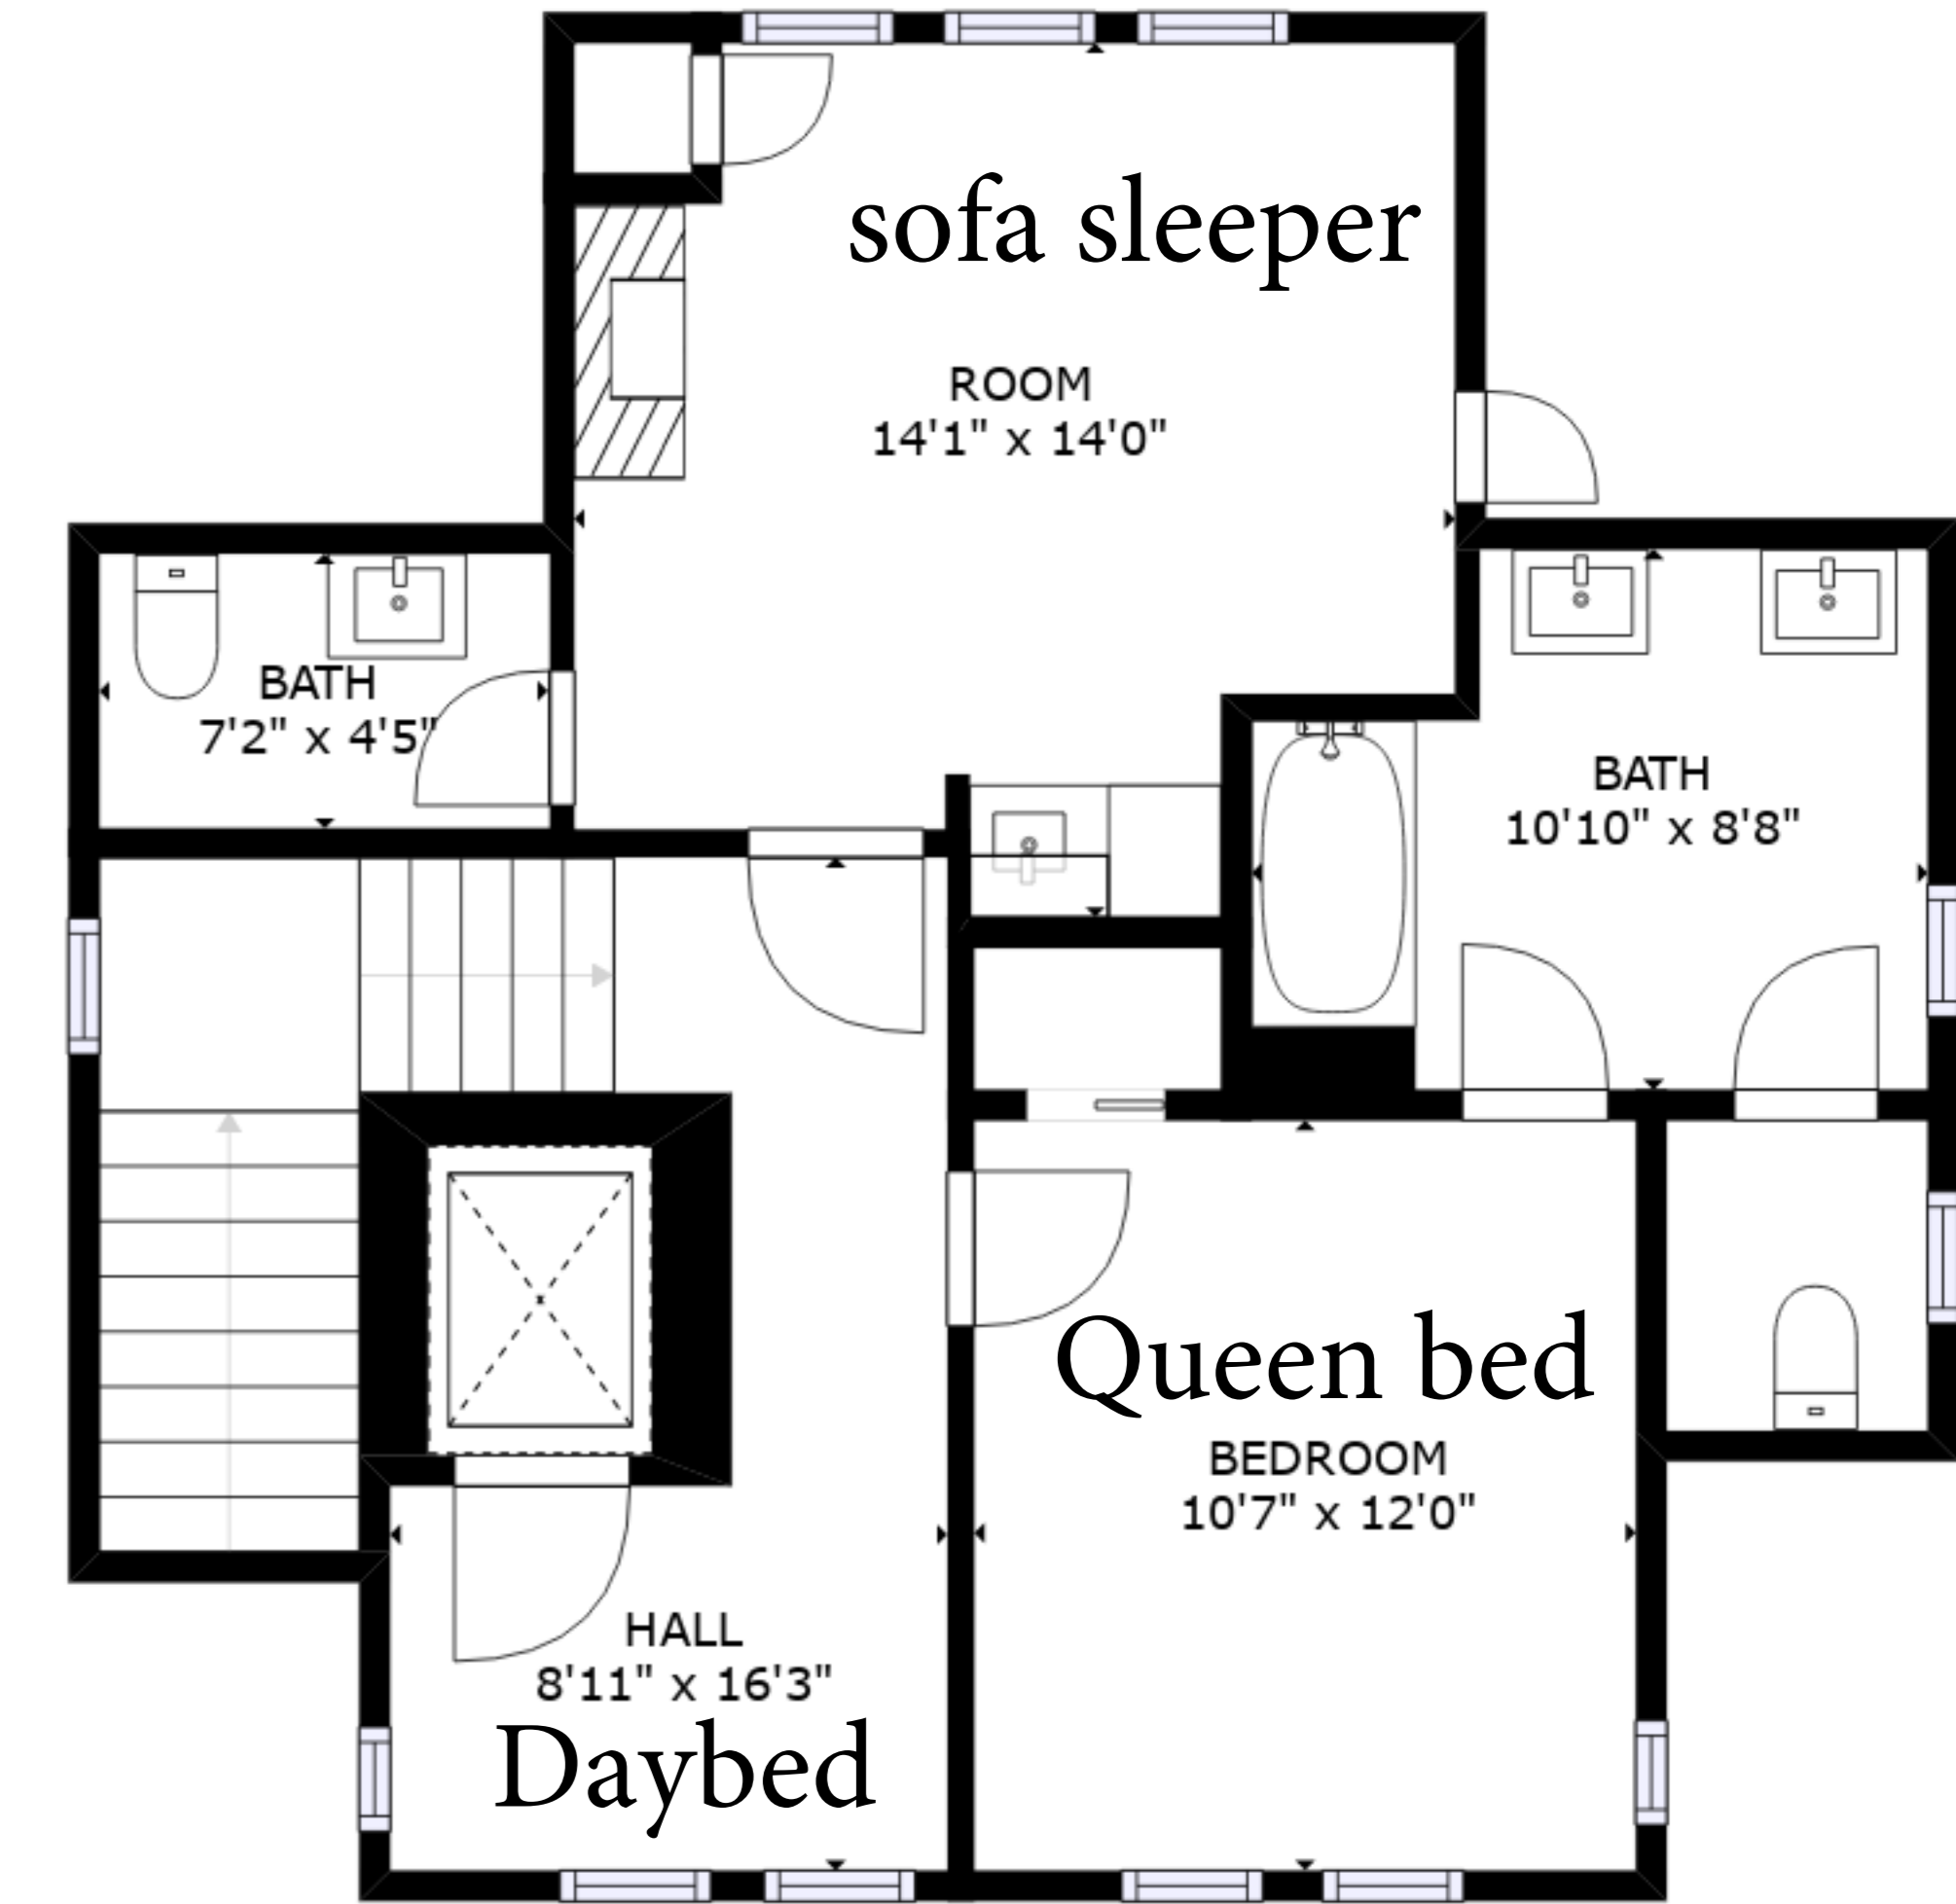 sofa sleeper
ROOM
14'1" x 14'0"
BATH
7'2" x 4'5"
BATH
10'10" x 8'8"
Queen bed
BEDROOM
10'7" x 12'0"
HALL
8'11" x 16'3"
Daybed